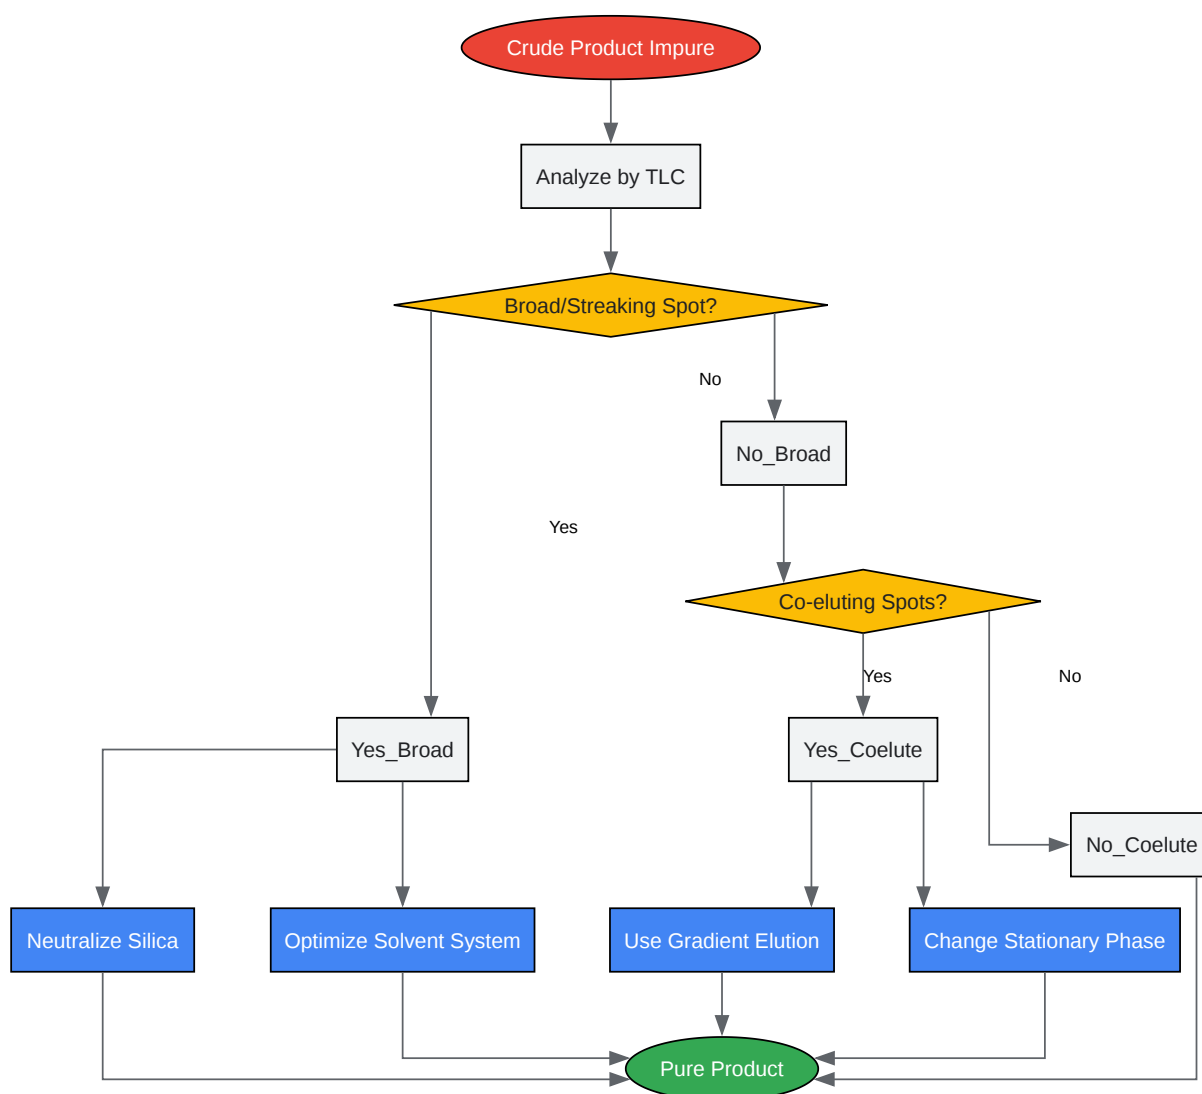 Crude Product Impure
Analyze by TLC
Broad/Streaking Spot?
No
No_Broad
Yes
Co-eluting Spots?
Yes
No
Yes_Broad
Yes_Coelute
No_Coelute
Neutralize Silica
Optimize Solvent System
Use Gradient Elution
Change Stationary Phase
Pure Product